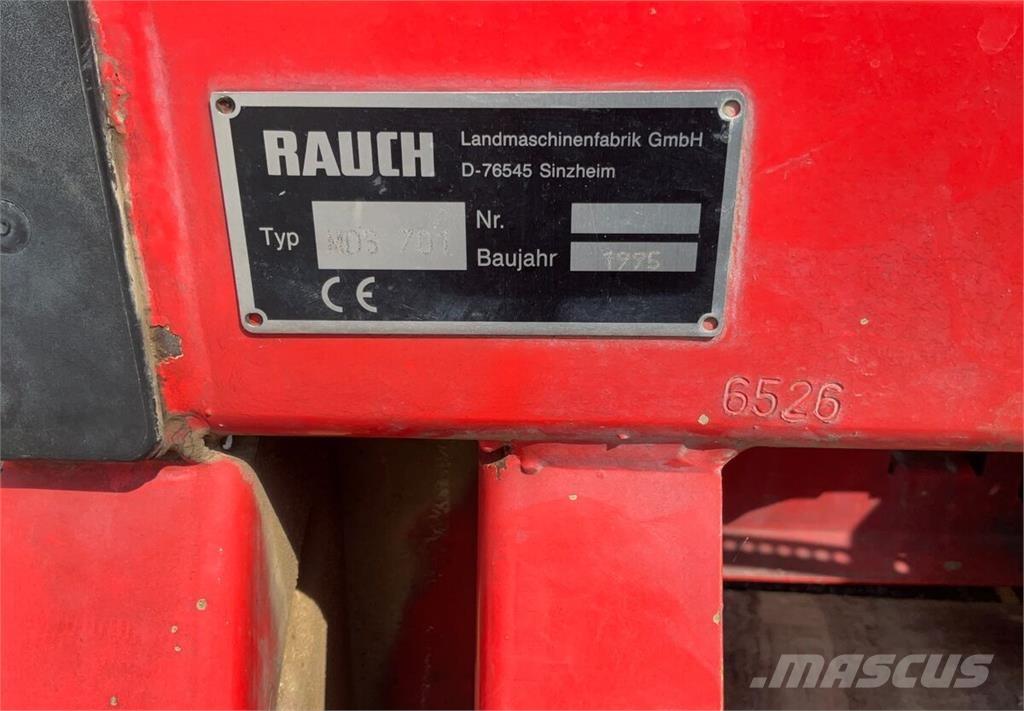 RAUCH
Landmaschinenfabrik GmbH
D-76545 Sinzheim
Typ MDS 701
Nr.
Baujahr 1995
CE
6526
MASCUS